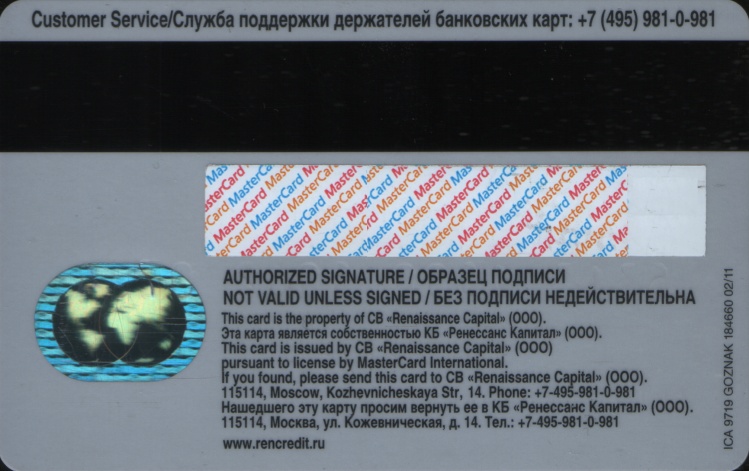 Customer Service/Служба поддержки держателей банковских карт: +7 (495) 981-0-981
MasterCard MasterCard MasterCard MasterCard MasterCard
AUTHORIZED SIGNATURE / ОБРАЗЕЦ ПОДПИСИ
NOT VALID UNLESS SIGNED / БЕЗ ПОДПИСИ НЕДЕЙСТВИТЕЛЬНА
This card is the property of CB «Renaissance Capital» (OOO).
Эта карта является собственностью КБ «Ренессанс Капитал» (ООО).
This card is issued by CB «Renaissance Capital» (OOO)
pursuant to license by MasterCard International.
If you found, please send this card to CB «Renaissance Capital» (OOO).
115114, Moscow, Kozhevnicheskaya Str, 14. Phone: +7-495-981-0-981
Нашедшего эту карту просим вернуть ее в КБ «Ренессанс Капитал» (ООО).
115114, Москва, ул. Кожевническая, д. 14. Тел.: +7-495-981-0-981
www.rencredit.ru
ICA 9719 GOZNAK 184660 02/11